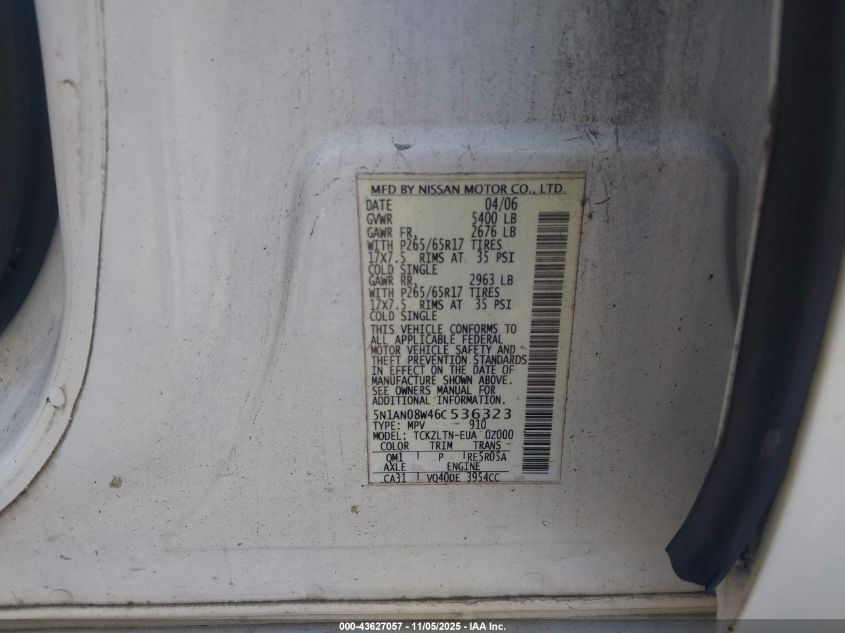 MFD BY NISSAN MOTOR CO., LTD.
DATE 04/06
GVWR 5400 LB
GAWR FR. 2676 LB
WITH P265/65R17 TIRES
17X7.5 RIMS AT 35 PSI
COLD SINGLE
GAWR RR. 2963 LB
WITH P265/65R17 TIRES
17X7.5 RIMS AT 35 PSI
COLD SINGLE
THIS VEHICLE CONFORMS TO
ALL APPLICABLE FEDERAL
MOTOR VEHICLE SAFETY AND
THEFT PREVENTION STANDARDS
IN EFFECT ON THE DATE OF
MANUFACTURE SHOWN ABOVE.
SEE OWNERS MANUAL FOR
ADDITIONAL INFORMATION.
5N1AN08W46C536323
TYPE: MPV 910
MODEL: TCKZLTN-EUA 0Z000
COLOR TRIM TRANS
QM1 P RE5R05A
AXLE ENGINE
CA31 VQ40DE 3954CC
000-43627057 - 11/05/2025 - IAA Inc.